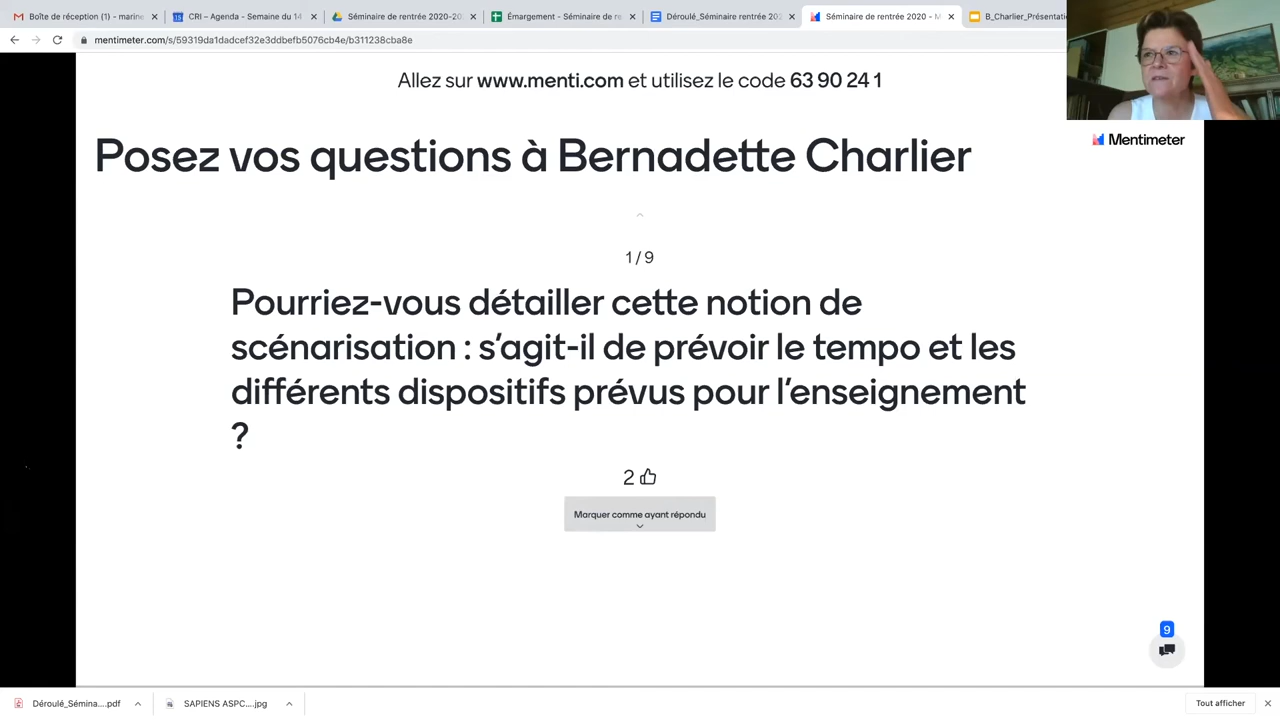 Boîte de réception (1) - marine
CRI – Agenda - Semaine du 14
Séminaire de rentrée 2020-202
Émargement - Séminaire de re
Déroulé_Séminaire rentrée 202
Séminaire de rentrée 2020 - M
B_Charlier_Présentatio
mentimeter.com/s/59319da1dadcef32e3ddbefb5076cb4e/b311238cba8e
Allez sur www.menti.com et utilisez le code 63 90 24 1
Mentimeter
Posez vos questions à Bernadette Charlier
1 / 9
Pourriez-vous détailler cette notion de
scénarisation : s’agit-il de prévoir le tempo et les
différents dispositifs prévus pour l’enseignement
?
2
Marquer comme ayant répondu
9
Déroulé_Sémina....pdf
SAPIENS ASPC....jpg
Tout afficher